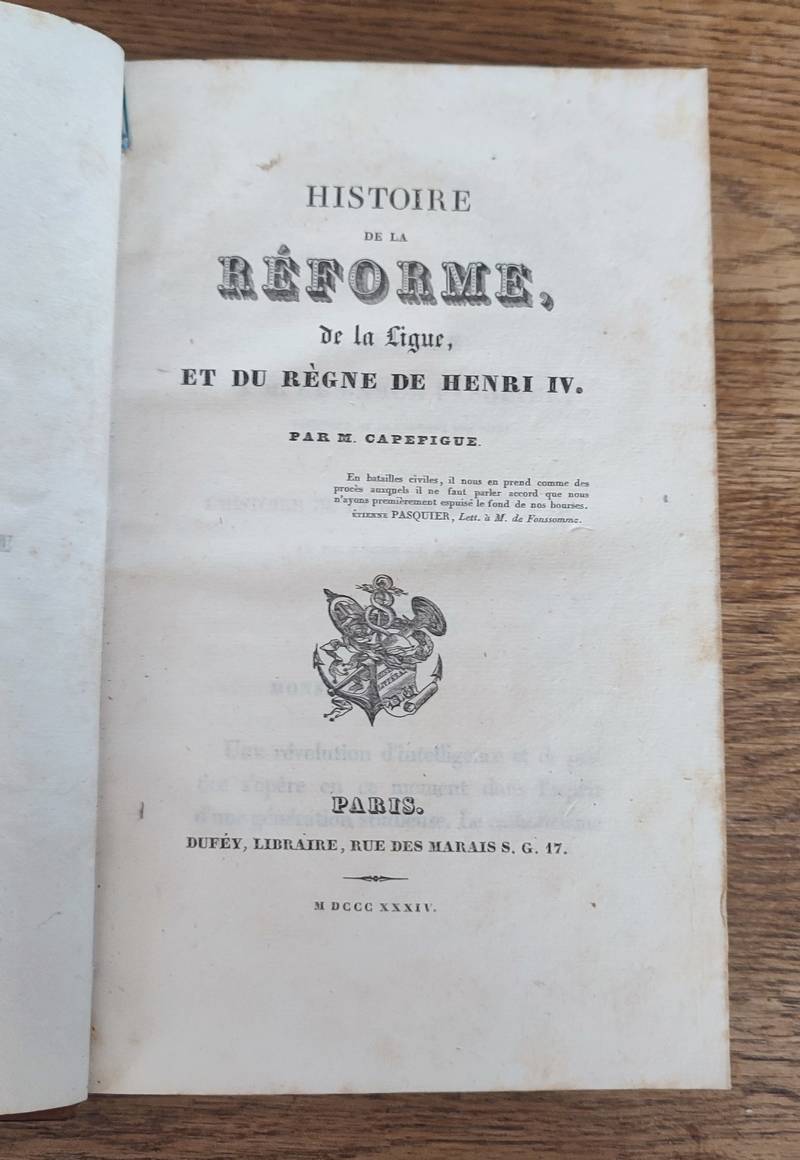 HISTOIRE
DE LA
RÉFORME,
de la Ligue,
ET DU RÈGNE DE HENRI IV.
PAR M. CAPEFIGUE.
En batailles civiles, il nous en prend comme des
procès auxquels il ne faut parler accord que nous
n'ayons premièrement espuisé le fond de nos bourses.
ÉTIENNE PASQUIER, Lett. à M. de Fonssomme.
PARIS.
DUFÉY, LIBRAIRE, RUE DES MARAIS S. G. 17.
M DCCC XXXIV.